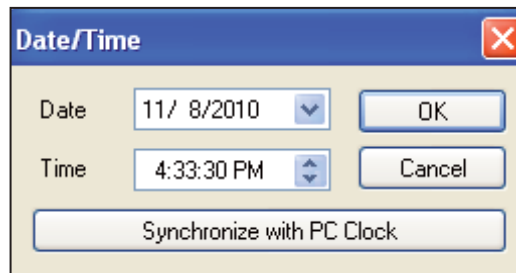 Date/Time
Date 11/ 8/2010 OK
Time 4:33:30 PM Cancel
Synchronize with PC Clock